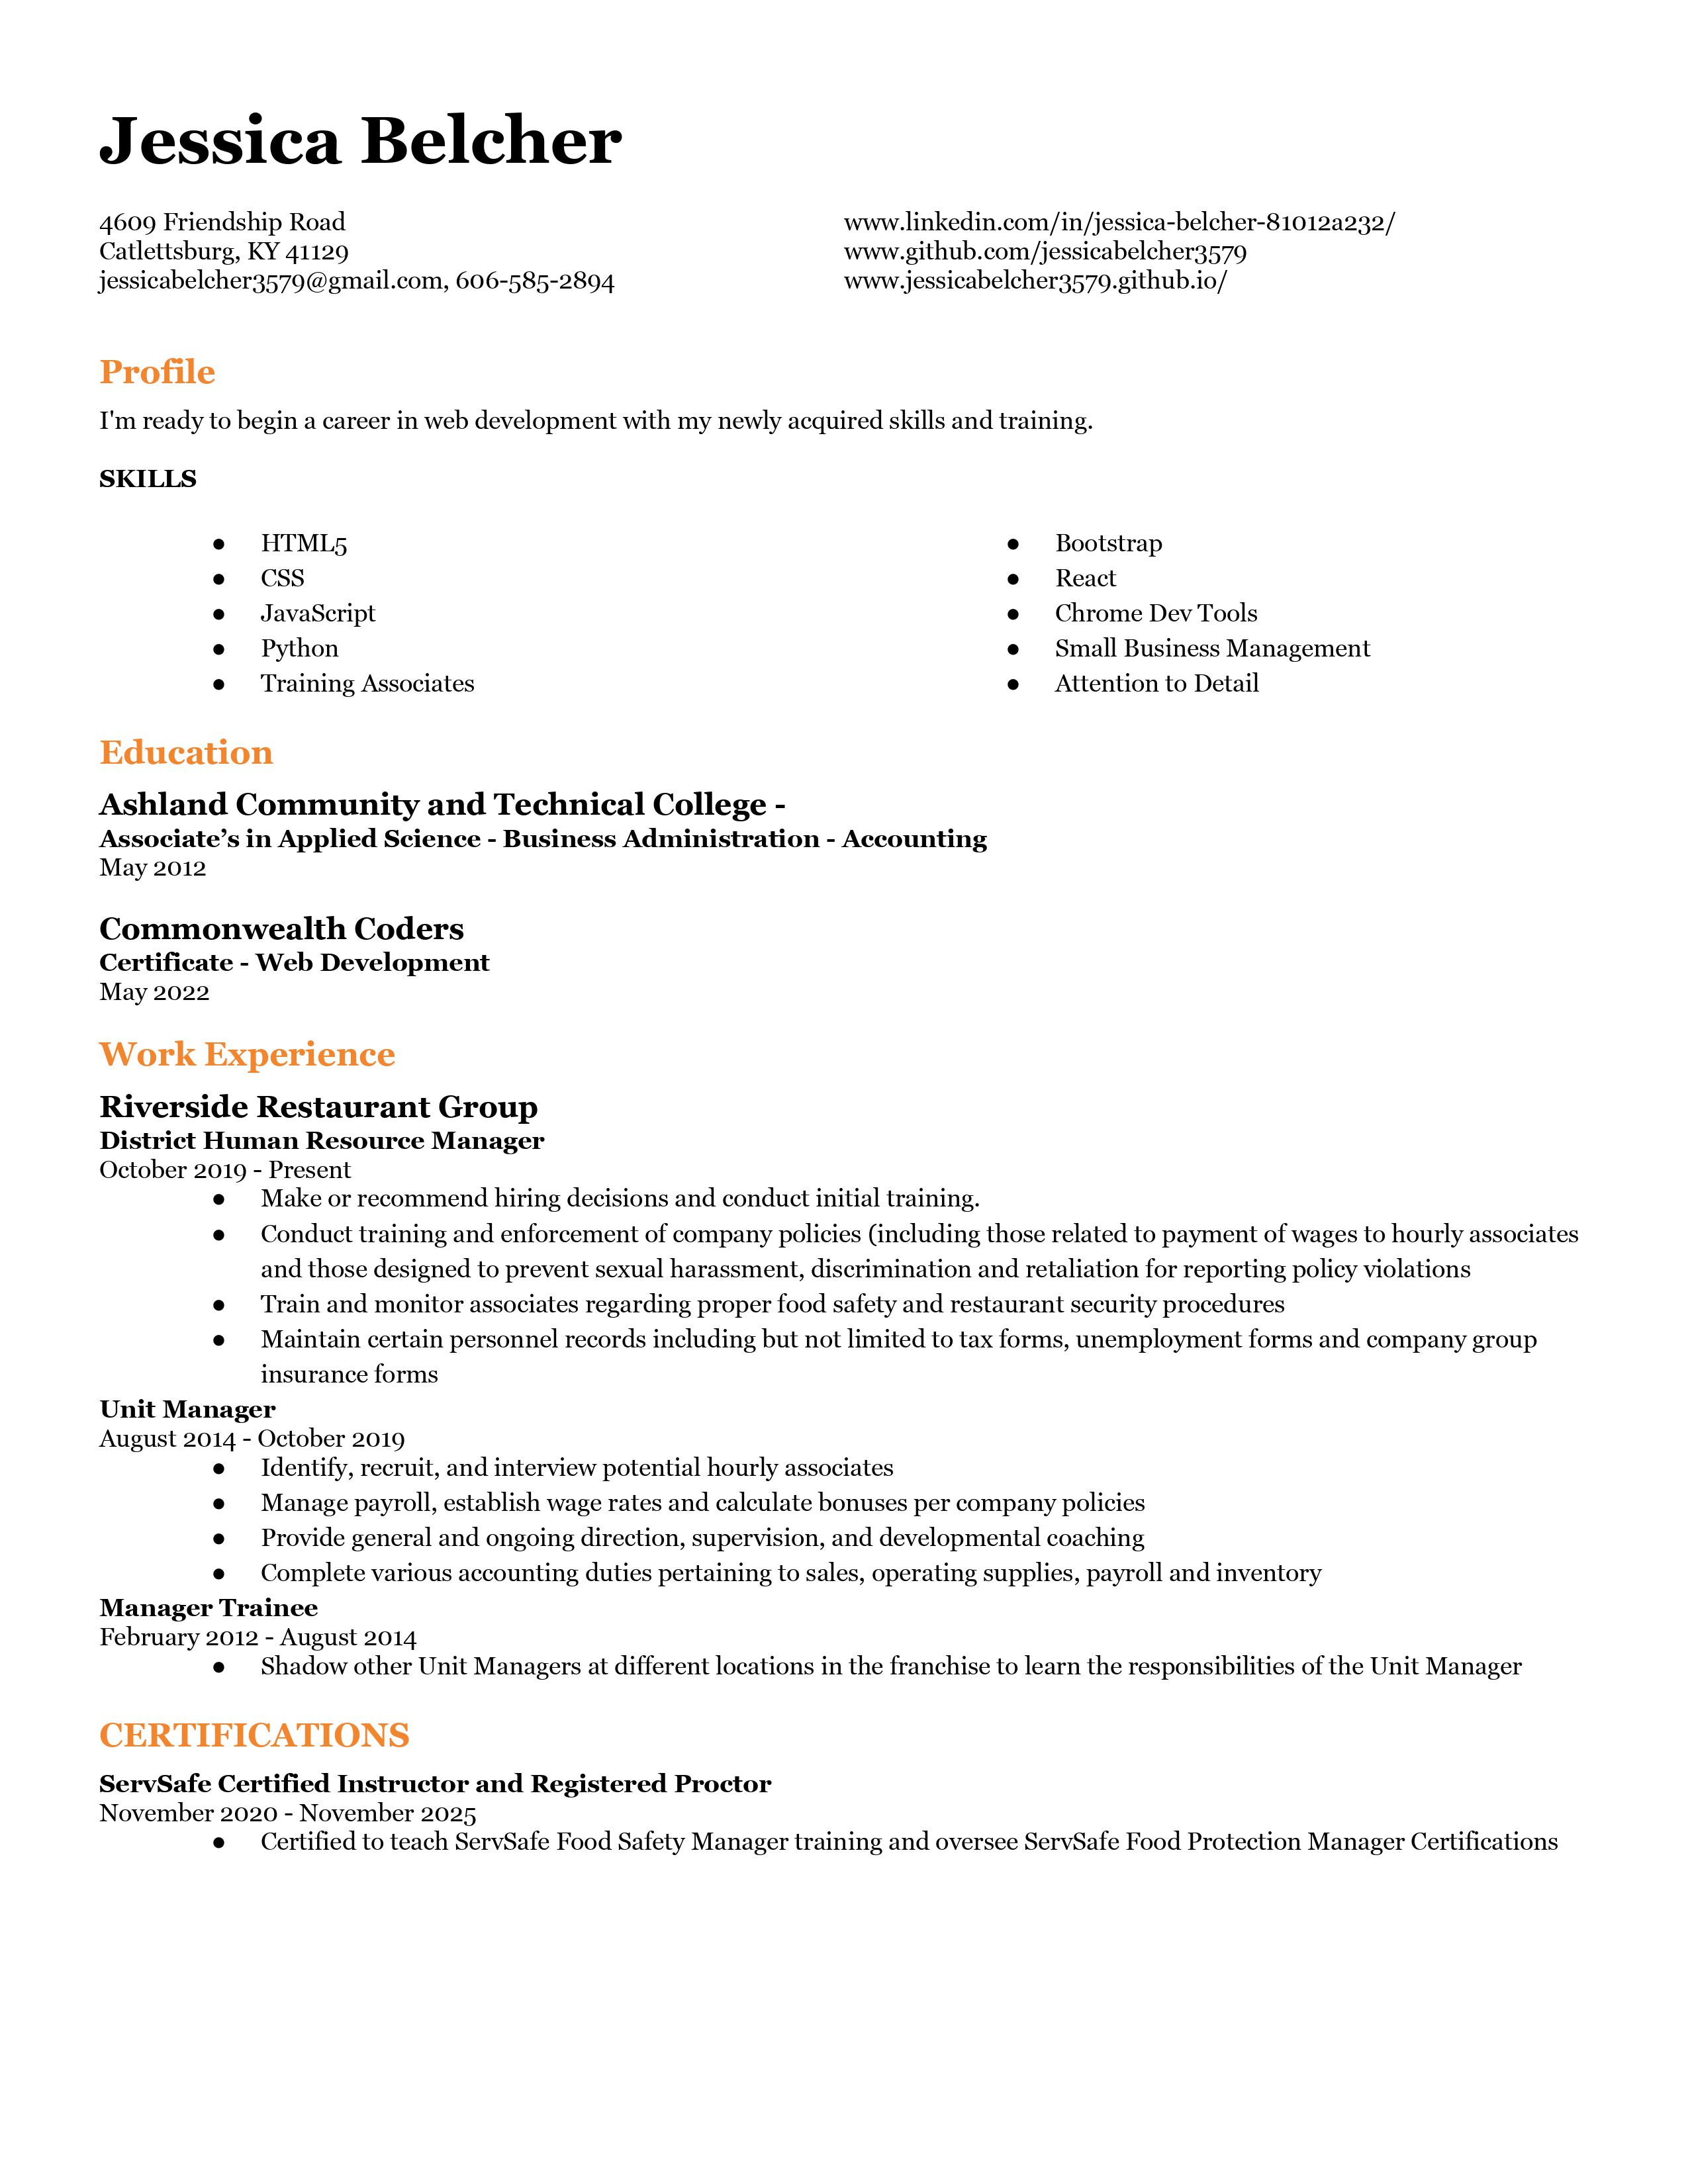 Jessica Belcher
4609 Friendship Road
Catlettsburg, KY 41129
jessicabelcher3579@gmail.com, 606-585-2894
www.linkedin.com/in/jessica-belcher-81012a232/
www.github.com/jessicabelcher3579
www.jessicabelcher3579.github.io/
Profile
I'm ready to begin a career in web development with my newly acquired skills and training.
SKILLS
● HTML5
● CSS
● JavaScript
● Python
● Training Associates
● Bootstrap
● React
● Chrome Dev Tools
● Small Business Management
● Attention to Detail
Education
Ashland Community and Technical College -
Associate’s in Applied Science - Business Administration - Accounting
May 2012
Commonwealth Coders
Certificate - Web Development
May 2022
Work Experience
Riverside Restaurant Group
District Human Resource Manager
October 2019 - Present
● Make or recommend hiring decisions and conduct initial training.
● Conduct training and enforcement of company policies (including those related to payment of wages to hourly associates
and those designed to prevent sexual harassment, discrimination and retaliation for reporting policy violations
● Train and monitor associates regarding proper food safety and restaurant security procedures
● Maintain certain personnel records including but not limited to tax forms, unemployment forms and company group
insurance forms
Unit Manager
August 2014 - October 2019
● Identify, recruit, and interview potential hourly associates
● Manage payroll, establish wage rates and calculate bonuses per company policies
● Provide general and ongoing direction, supervision, and developmental coaching
● Complete various accounting duties pertaining to sales, operating supplies, payroll and inventory
Manager Trainee
February 2012 - August 2014
● Shadow other Unit Managers at different locations in the franchise to learn the responsibilities of the Unit Manager
CERTIFICATIONS
ServSafe Certified Instructor and Registered Proctor
November 2020 - November 2025
● Certified to teach ServSafe Food Safety Manager training and oversee ServSafe Food Protection Manager Certifications